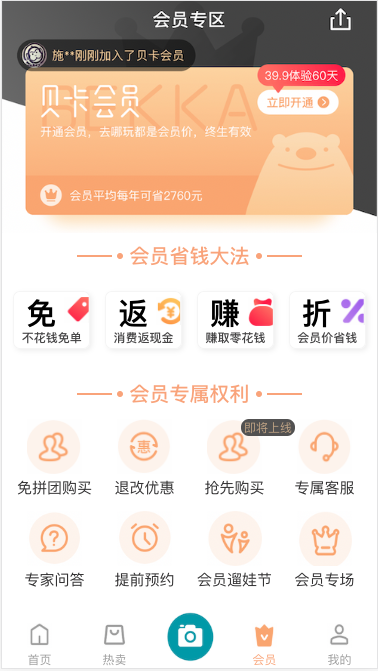 会员专区
施**刚刚加入了贝卡会员
39.9体验60天
BEKKA
贝卡会员
立即开通
开通会员，去哪玩都是会员价，终生有效
会员平均每年可省2760元
会员省钱大法
免 返 赚 折
不花钱免单 消费返现金 赚取零花钱 会员价省钱
会员专属权利
即将上线
惠
免拼团购买 退改优惠 抢先购买 专属客服
专家问答 提前预约 会员遛娃节 会员专场
首页 热卖 会员 我的